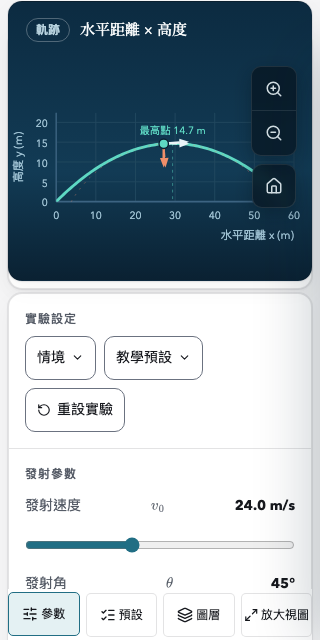 軌跡 水平距離 × 高度
最高點 14.7 m
高度 y (m)
20
15
10
5
0
0 10 20 30 40 50 60
水平距離 x (m)
實驗設定
情境 教學預設
重設實驗
發射參數
發射速度 v₀ 24.0 m/s
發射角 θ 45°
參數 預設 圖層 放大視圖